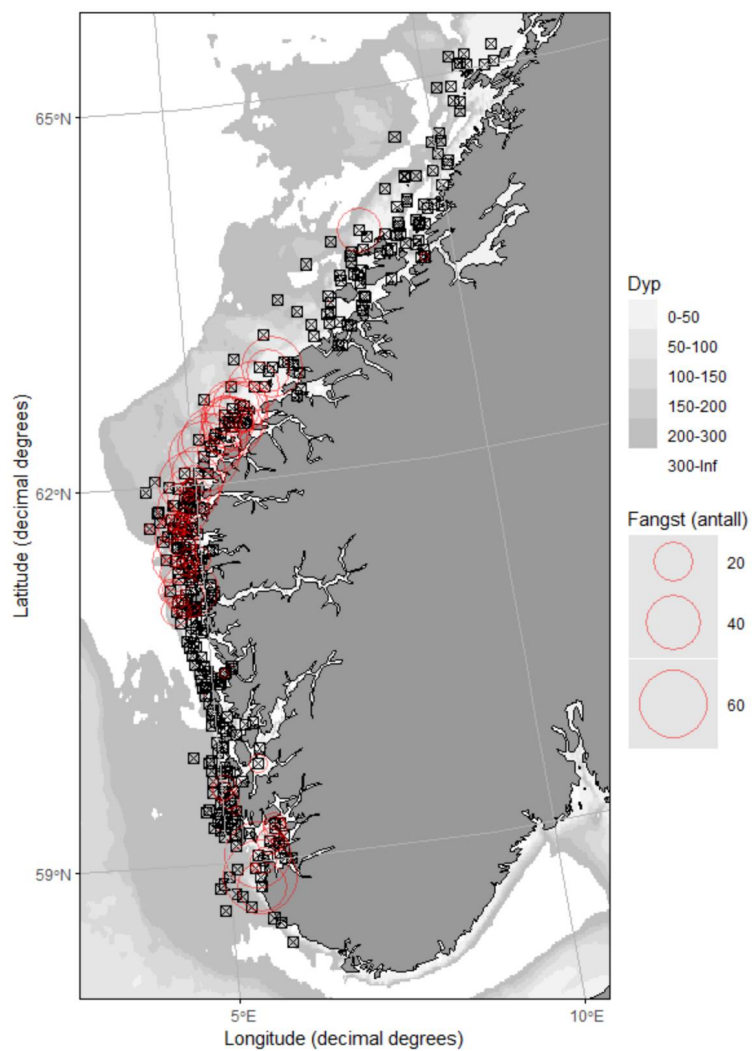 65°N
62°N
59°N
5°E
10°E
Longitude (decimal degrees)
Latitude (decimal degrees)
Dyp
0-50
50-100
100-150
150-200
200-300
300-Inf
Fangst (antall)
20
40
60